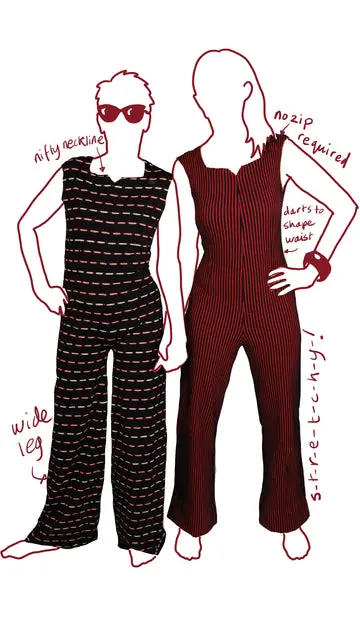 nifty neckline
no zip
required
darts to
shape
waist
wide
leg
s-t-r-e-t-c-h-y-!